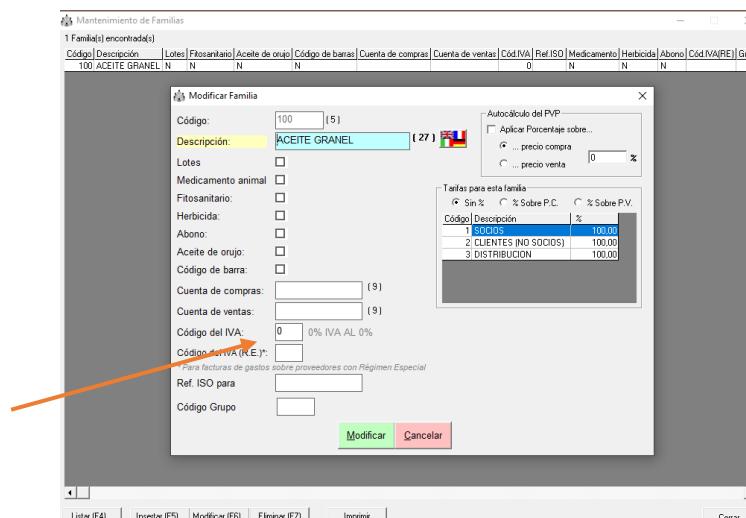 Mantenimiento de Familias
1 Familia(s) encontrada(s)
Código Descripción Lotes Fitosanitario Aceite de orujo Código de barras Cuenta de compras Cuenta de ventas Cód.IVA Ref.ISO Medicamento Herbicida Abono Cód.IVA(RE)
100 ACEITE GRANEL N N N N 0 N N N
Modificar Familia
Código: 100 (5)
Descripción: ACEITE GRANEL (27)
Lotes
Medicamento animal
Fitosanitario:
Herbicida:
Abono:
Aceite de orujo:
Código de barra:
Cuenta de compras: (9)
Cuenta de ventas: (9)
Código del IVA: 0 0% IVA AL 0%
Código del IVA (R.E.)*:
* Para facturas de gastos sobre proveedores con Régimen Especial
Ref. ISO para
Código Grupo
Modificar Cancelar
Autocálculo del PVP
Aplicar Porcentaje sobre...
... precio compra
... precio venta
0 %
Tarifas para esta familia
Sin % % Sobre P.C. % Sobre P.V.
Código Descripción %
1 SOCIOS 100,00
2 CLIENTES (NO SOCIOS) 100,00
3 DISTRIBUCION 100,00
Listar (F4) Insertar (F5) Modificar (F6) Eliminar (F7) Imprimir Cerrar